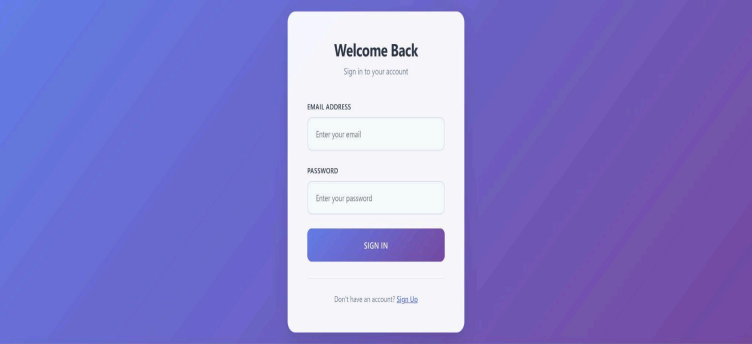 Welcome Back
Sign in to your account
EMAIL ADDRESS
Enter your email
PASSWORD
Enter your password
SIGN IN
Don't have an account? Sign Up